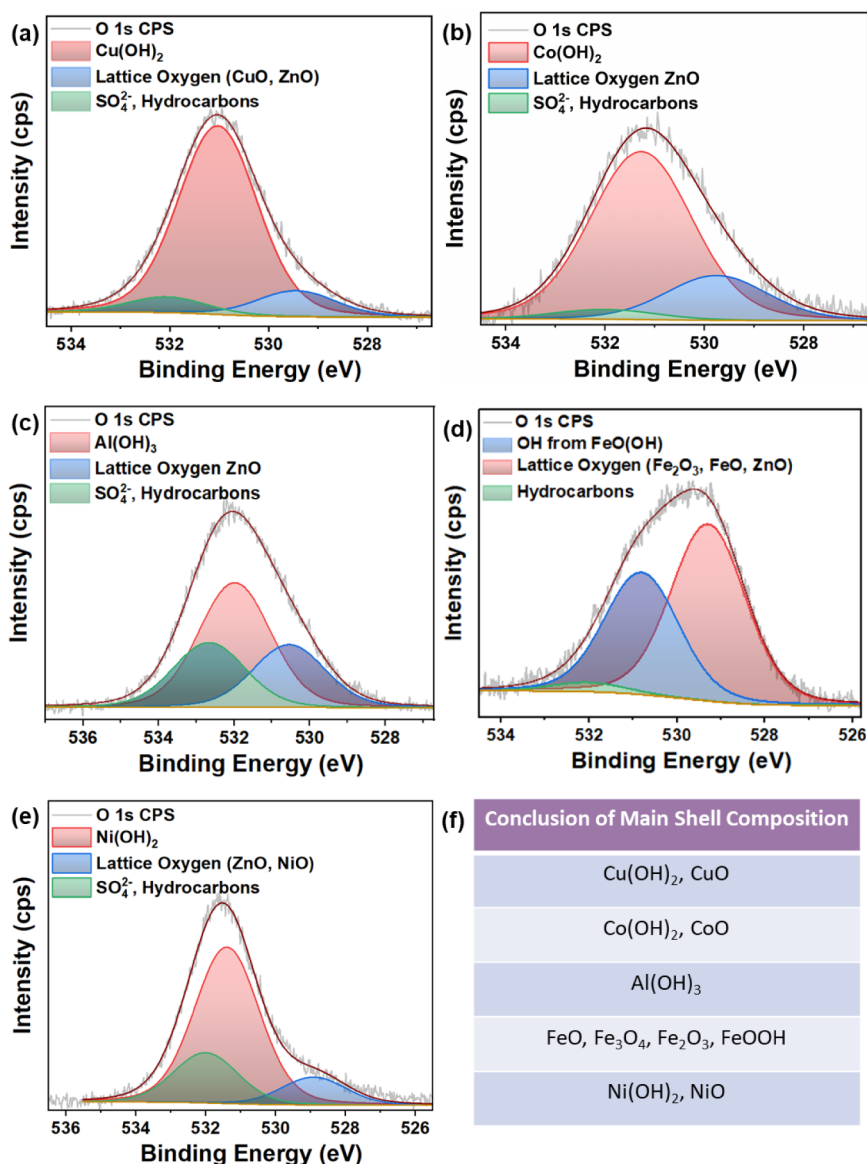 (a)
O 1s CPS
Cu(OH)₂
Lattice Oxygen (CuO, ZnO)
SO₄²⁻, Hydrocarbons
Intensity (cps)
534 532 530 528
Binding Energy (eV)
(b)
O 1s CPS
Co(OH)₂
Lattice Oxygen ZnO
SO₄²⁻, Hydrocarbons
Intensity (cps)
534 532 530 528
Binding Energy (eV)
(c)
O 1s CPS
Al(OH)₃
Lattice Oxygen ZnO
SO₄²⁻, Hydrocarbons
Intensity (cps)
536 534 532 530 528
Binding Energy (eV)
(d)
O 1s CPS
OH from FeO(OH)
Lattice Oxygen (Fe₂O₃, FeO, ZnO)
Hydrocarbons
Intensity (cps)
534 532 530 528 526
Binding Energy (eV)
(e)
O 1s CPS
Ni(OH)₂
Lattice Oxygen (ZnO, NiO)
SO₄²⁻, Hydrocarbons
Intensity (cps)
536 534 532 530 528 526
Binding Energy (eV)
(f)
Conclusion of Main Shell Composition
Cu(OH)₂, CuO
Co(OH)₂, CoO
Al(OH)₃
FeO, Fe₃O₄, Fe₂O₃, FeOOH
Ni(OH)₂, NiO